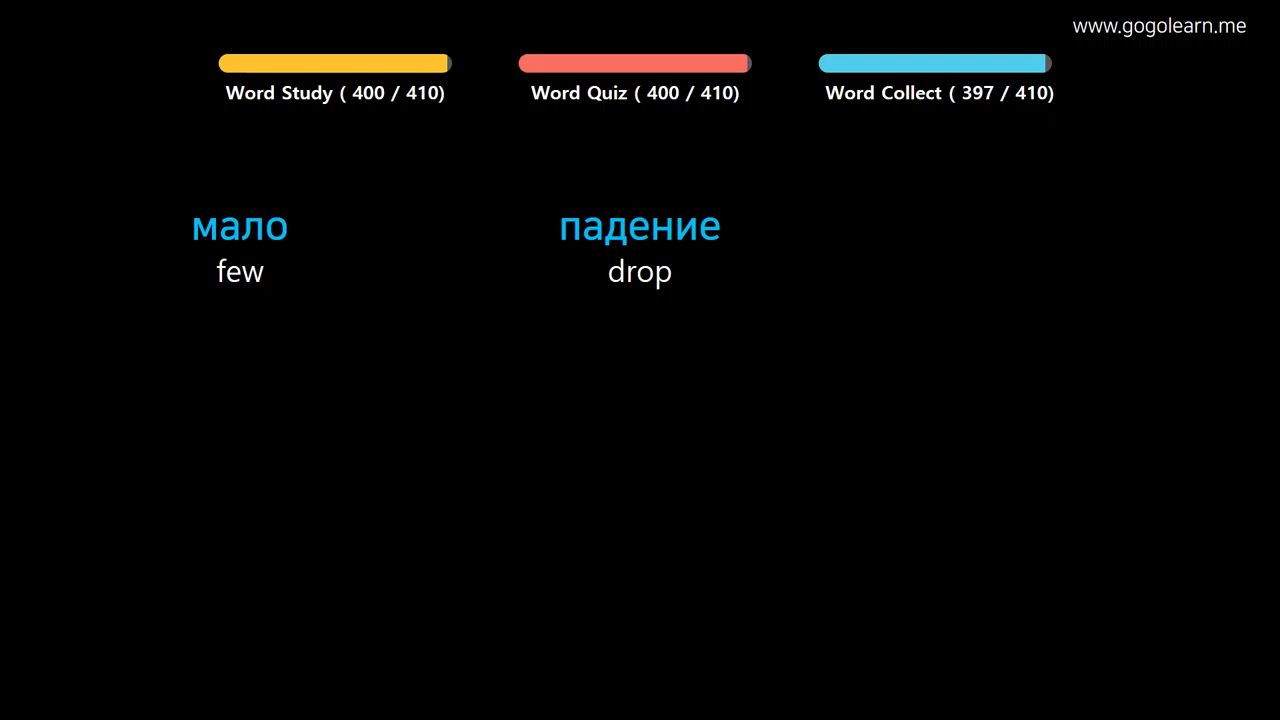 www.gogolearn.me
Word Study ( 400 / 410)
Word Quiz ( 400 / 410)
Word Collect ( 397 / 410)
мало
few
падение
drop